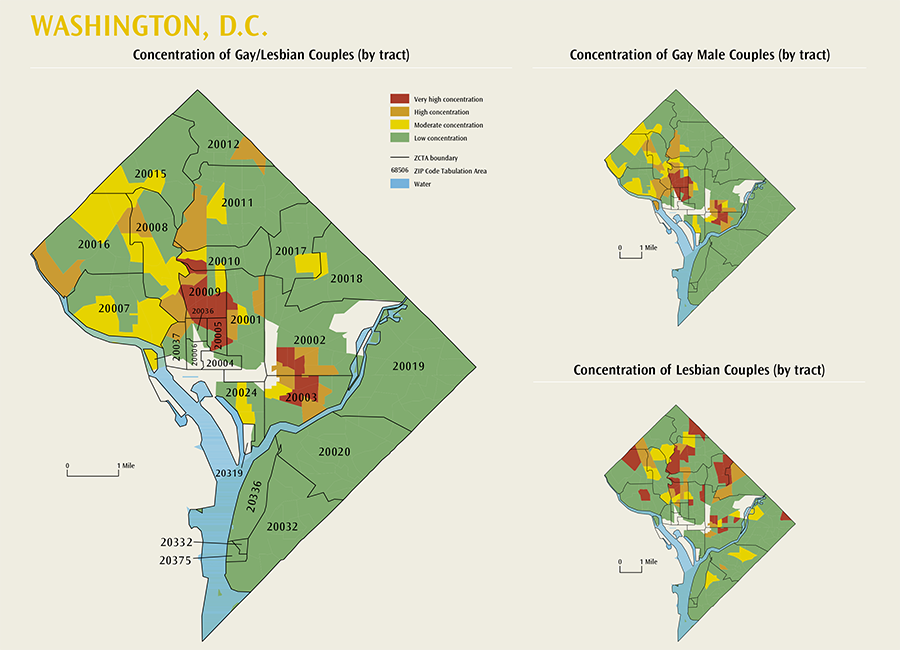 WASHINGTON, D.C.
Concentration of Gay/Lesbian Couples (by tract)
Concentration of Gay Male Couples (by tract)
Very high concentration
High concentration
Moderate concentration
Low concentration
ZCTA boundary
68506 ZIP Code Tabulation Area
Water
20012
20015
20011
20008
20016
20017
20010
20018
20009
20007
20036
20001
20005
20037
20006
20002
20004
20019
20024
20003
20020
20319
20336
20032
20332
20375
0 1 Mile
0 1 Mile
Concentration of Lesbian Couples (by tract)
0 1 Mile